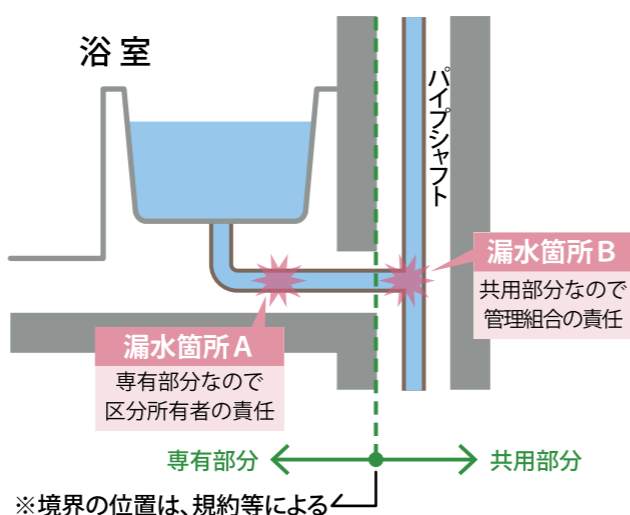 浴室
パイプシャフト
漏水箇所B
共用部分なので
管理組合の責任
漏水箇所A
専有部分なので
区分所有者の責任
専有部分
共用部分
※境界の位置は、規約等による